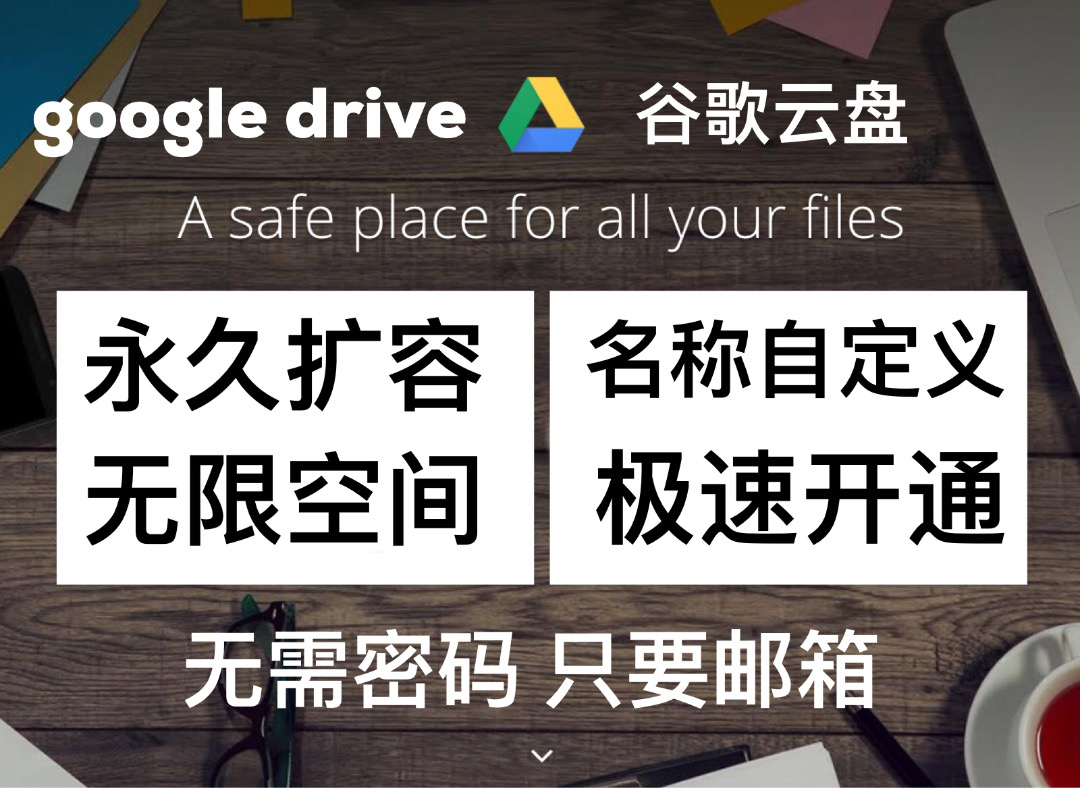 google drive 谷歌云盘
A safe place for all your files
永久扩容
无限空间
名称自定义
极速开通
无需密码 只要邮箱